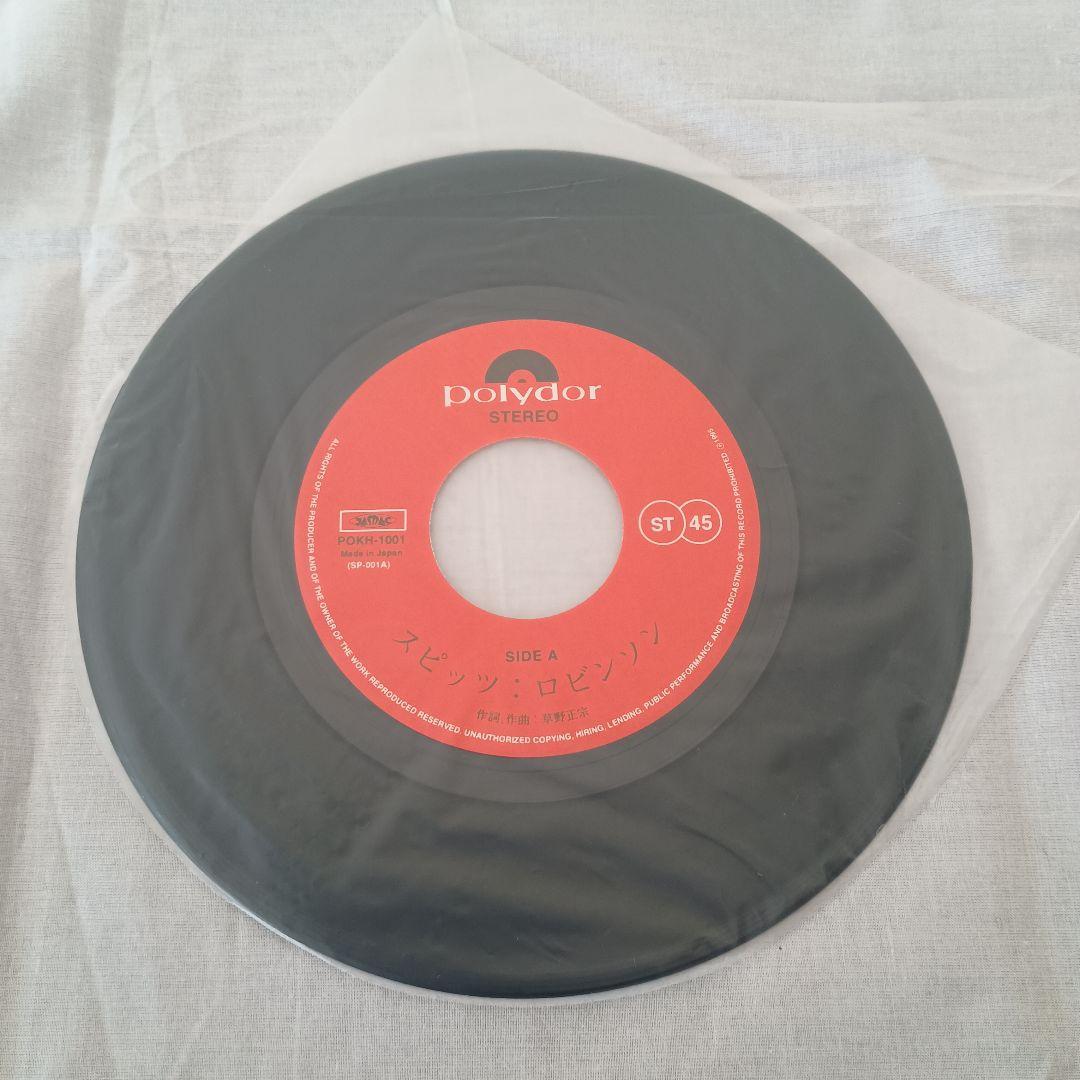 polydor
STEREO
JASRAC
POKH-1001
Made in Japan
(SP-001A)
ST 45
SIDE A
スピッツ：ロビンソン
作詞、作曲：草野正宗
ALL RIGHTS OF THE PRODUCER AND OF THE OWNER OF THE WORK REPRODUCED RESERVED. UNAUTHORIZED COPYING, HIRING, LENDING, PUBLIC PERFORMANCE AND BROADCASTING OF THIS RECORD PROHIBITED ℗1995